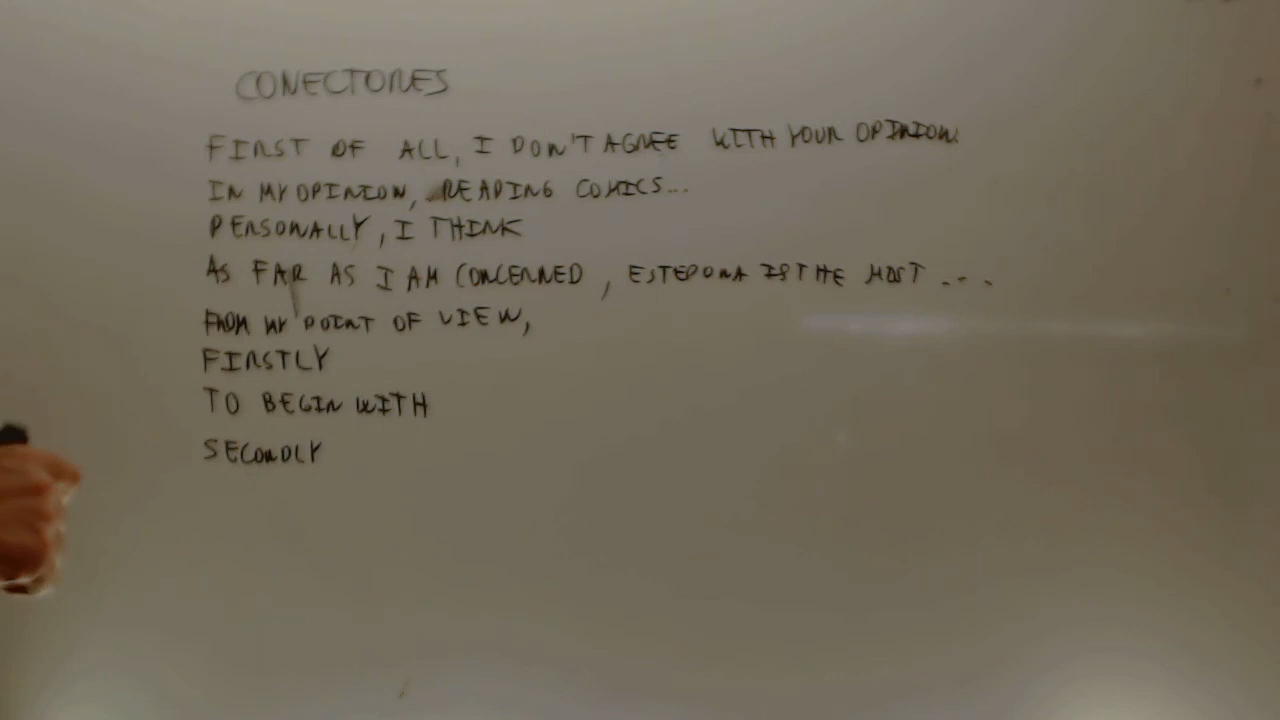 CONECTORES
FIRST OF ALL, I DON'T AGREE WITH YOUR OPINION.
IN MY OPINION, READING COMICS...
PERSONALLY, I THINK
AS FAR AS I AM CONCERNED, ESTEPONA IS THE MOST ...
FROM MY POINT OF VIEW,
FIRSTLY
TO BEGIN WITH
SECONDLY